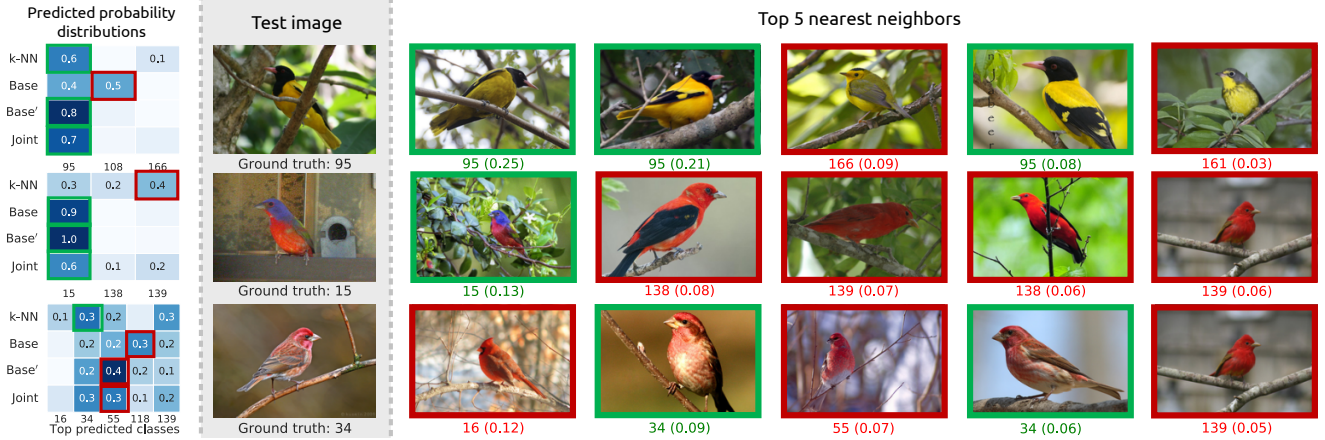 Predicted probability
distributions
Test image
Top 5 nearest neighbors
k-NN 0.6 0.1
Base 0.4 0.5
Base′ 0.8
Joint 0.7
95 108 166
Ground truth: 95
95 (0.25) 95 (0.21) 166 (0.09) 95 (0.08) 161 (0.03)
k-NN 0.3 0.2 0.4
Base 0.9
Base′ 1.0
Joint 0.6 0.1 0.2
15 138 139
Ground truth: 15
15 (0.13) 138 (0.08) 139 (0.07) 138 (0.06) 139 (0.06)
k-NN 0.1 0.3 0.2 0.3
Base 0.2 0.2 0.3 0.2
Base′ 0.2 0.4 0.2 0.1
Joint 0.3 0.3 0.1 0.2
16 34 55 118 139
Top predicted classes
Ground truth: 34
16 (0.12) 34 (0.09) 55 (0.07) 34 (0.06) 139 (0.05)